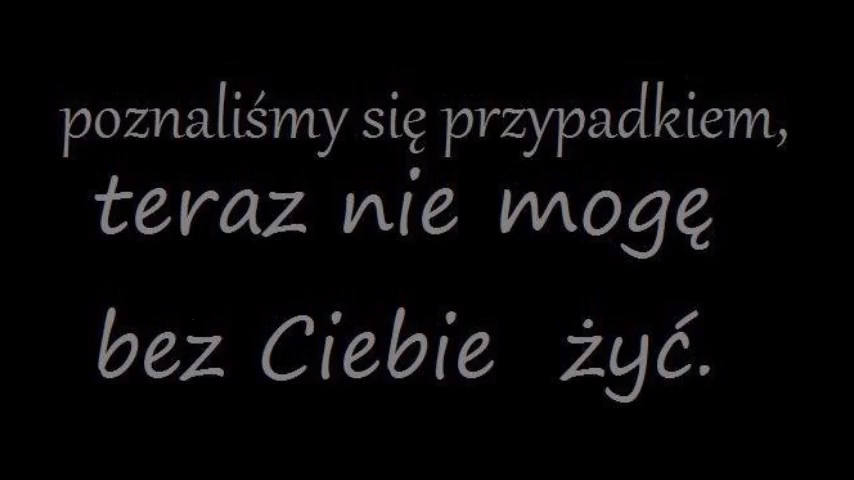 poznaliśmy się przypadkiem,
teraz nie mogę
bez Ciebie żyć.